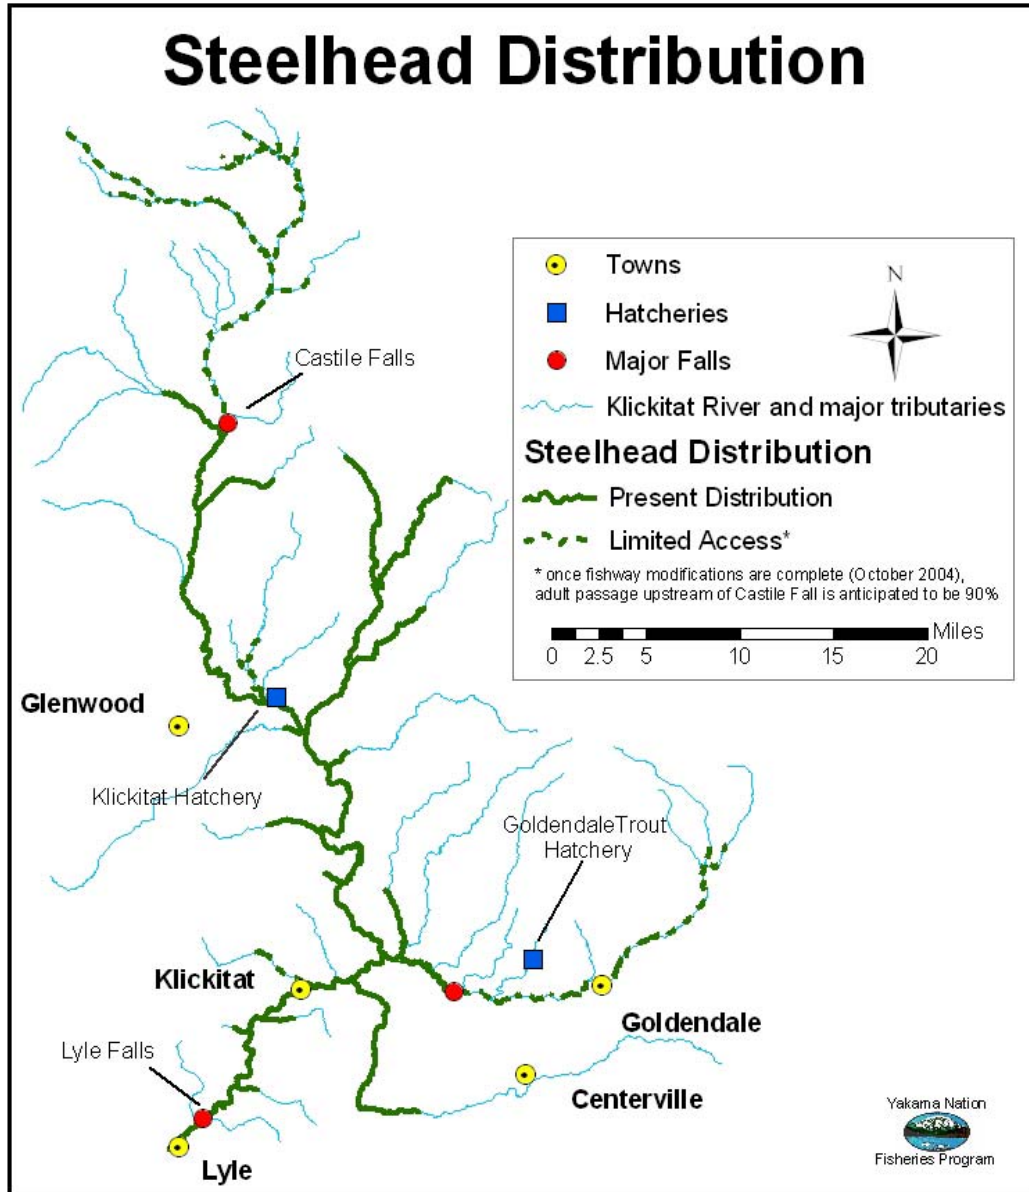 Steelhead Distribution
Castile Falls
Towns
N
Hatcheries
Major Falls
Klickitat River and major tributaries
Steelhead Distribution
Present Distribution
Limited Access*
* once fishway modifications are complete (October 2004),
adult passage upstream of Castile Fall is anticipated to be 90%
Miles
0 2.5 5 10 15 20
Glenwood
Klickitat Hatchery
GoldendaleTrout
Hatchery
Klickitat
Goldendale
Lyle Falls
Centerville
Lyle
Yakama Nation
Fisheries Program